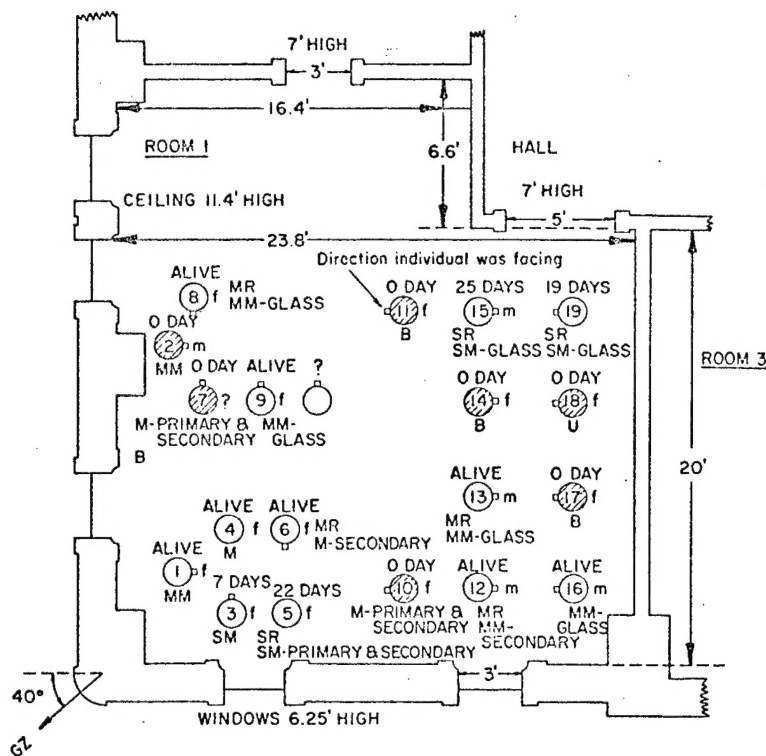 7' HIGH
3'
16.4'
ROOM 1
6.6'
HALL
CEILING 11.4' HIGH
7' HIGH
5'
23.8'
Direction individual was facing
ALIVE
8 f MR
MM-GLASS
0 DAY
2 m
MM
0 DAY
11 f
B
25 DAYS
15 m
SR
SM-GLASS
19 DAYS
19
SR
SM-GLASS
ROOM 3
0 DAY
7 ?
M-PRIMARY &
SECONDARY
B
ALIVE
9 f
MM-
GLASS
?
0 DAY
14 f
B
0 DAY
18 f
U
20'
ALIVE
4 f
M
ALIVE
6 f MR
M-SECONDARY
ALIVE
13 m
MR
MM-GLASS
0 DAY
17 f
B
ALIVE
1 f
MM
7 DAYS
3 f
SM
22 DAYS
5 f
SR
SM-PRIMARY & SECONDARY
0 DAY
10 f
M-PRIMARY &
SECONDARY
ALIVE
12 m
MR
MM-
SECONDARY
ALIVE
16 m
MM-
GLASS
3'
40°
GZ
WINDOWS 6.25' HIGH